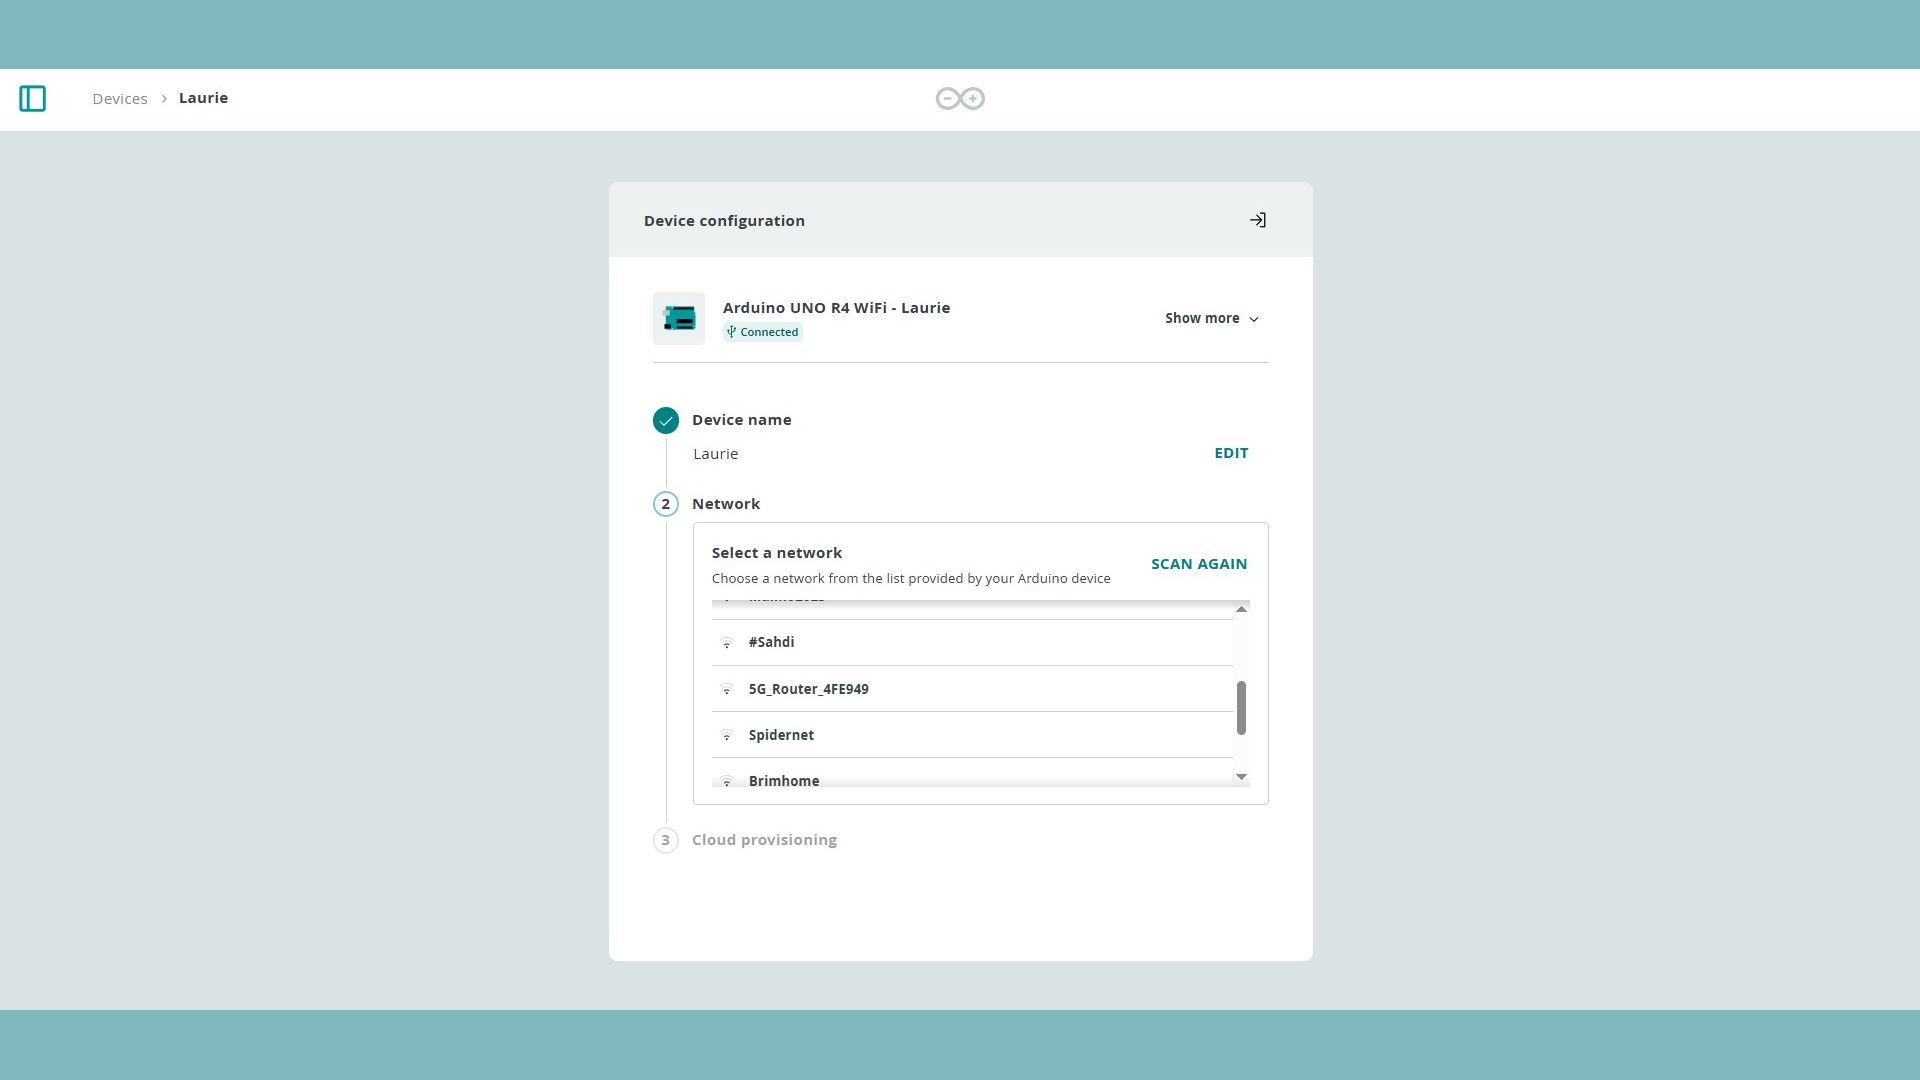 Devices > Laurie
Device configuration
Arduino UNO R4 WiFi - Laurie
Connected
Show more
Device name
Laurie
EDIT
2 Network
Select a network
SCAN AGAIN
Choose a network from the list provided by your Arduino device
#Sahdi
5G_Router_4FE949
Spidernet
Brimhome
3 Cloud provisioning